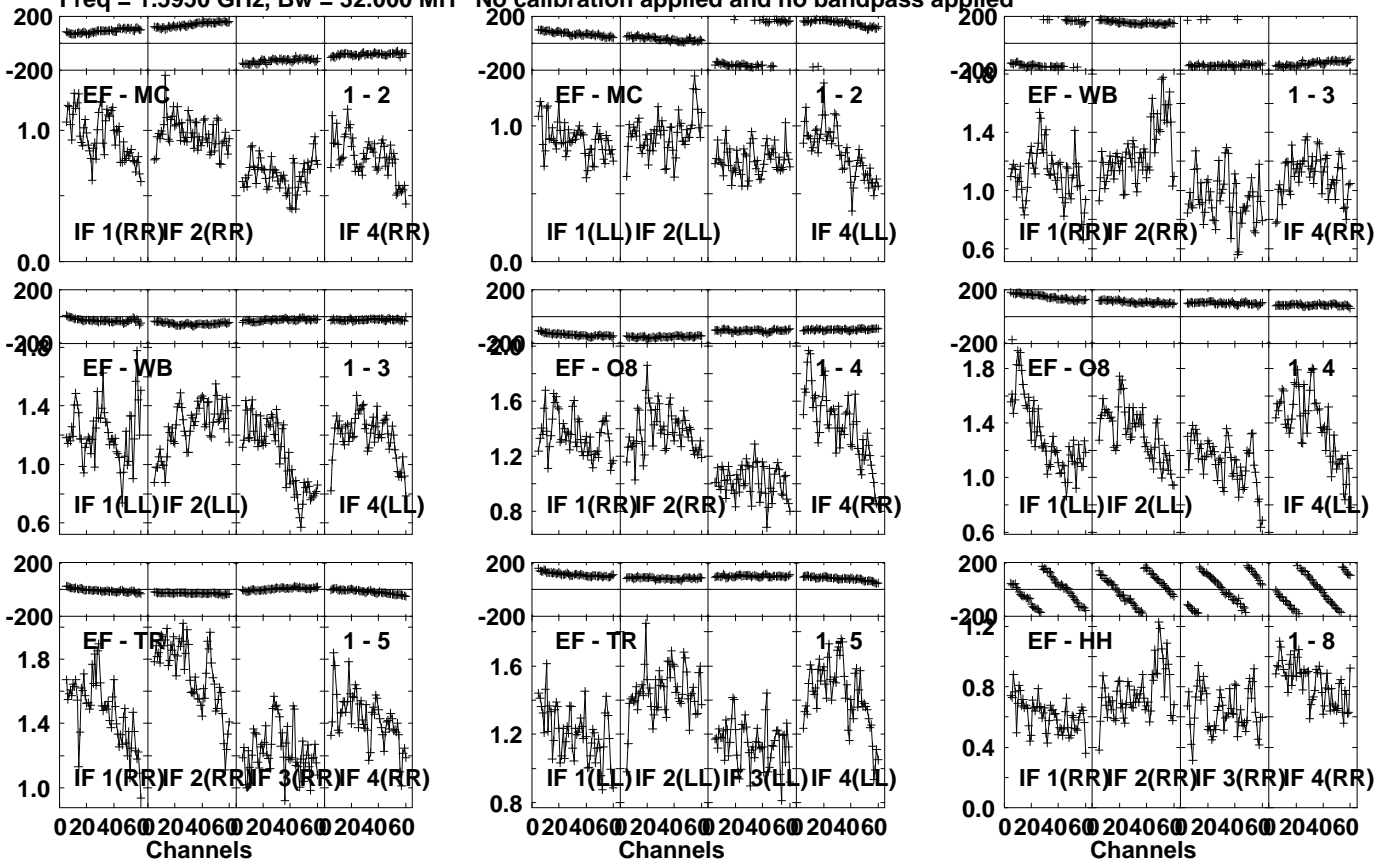 Freq = 1.5950 GHz, Bw = 32.000 MH No calibration applied and no bandpass applied
200
-200
EF - MC 1 - 2
1.0
IF 1(RR) IF 2(RR) IF 4(RR)
0.0
200
-200
EF - MC 1 - 2
1.0
IF 1(LL) IF 2(LL) IF 4(LL)
0.0
200
-200
1.8
EF - WB 1 - 3
1.4
1.0
IF 1(RR) IF 2(RR) IF 4(RR)
0.6
200
-200
1.8
EF - WB 1 - 3
1.4
1.0
IF 1(LL) IF 2(LL) IF 4(LL)
0.6
200
-200
2.0
EF - O8 1 - 4
1.6
1.2
IF 1(RR) IF 2(RR) IF 4(RR)
0.8
200
-200
EF - O8 1 - 4
1.8
1.4
1.0
IF 1(LL) IF 2(LL) IF 4(LL)
0.6
200
-200
EF - TR 1 - 5
1.8
1.4
IF 1(RR) IF 2(RR) IF 3(RR) IF 4(RR)
1.0
0 20 40 60 0 20 40 60 0 20 40 60 0 20 40 60
Channels
200
-200
EF - TR 1 - 5
1.6
1.2
IF 1(LL) IF 2(LL) IF 3(LL) IF 4(LL)
0.8
0 20 40 60 0 20 40 60 0 20 40 60 0 20 40 60
Channels
200
-200
1.2
EF - HH 1 - 8
0.8
0.4
IF 1(RR) IF 2(RR) IF 3(RR) IF 4(RR)
0.0
0 20 40 60 0 20 40 60 0 20 40 60 0 20 40 60
Channels